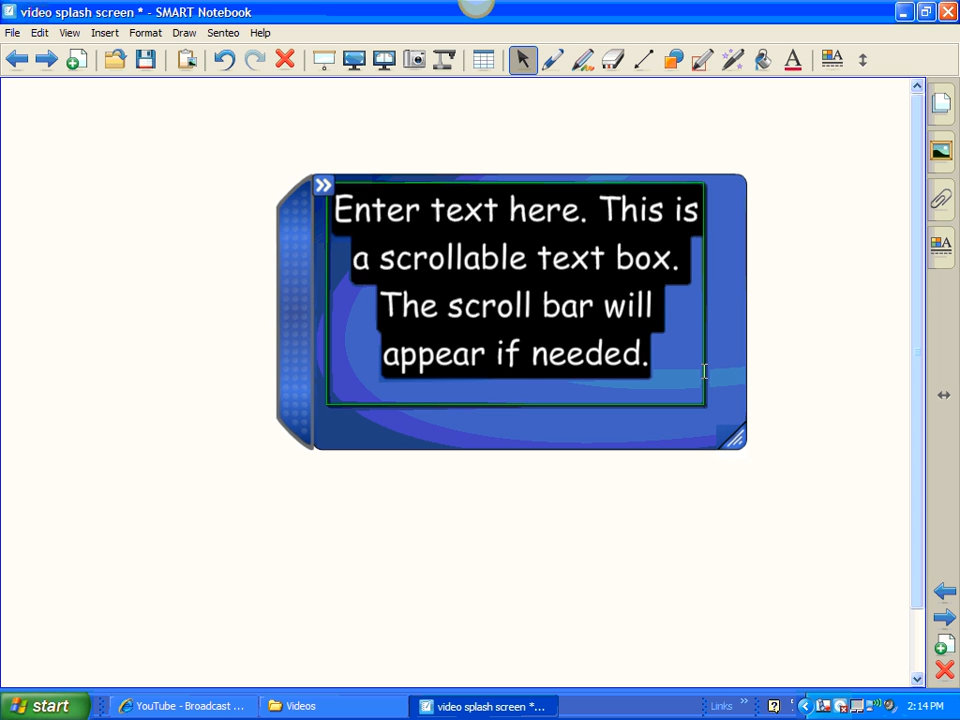 video splash screen * - SMART Notebook
File Edit View Insert Format Draw Senteo Help
Enter text here. This is
a scrollable text box.
The scroll bar will
appear if needed.
start
YouTube - Broadcast ...
Videos
video splash screen *...
Links
2:14 PM